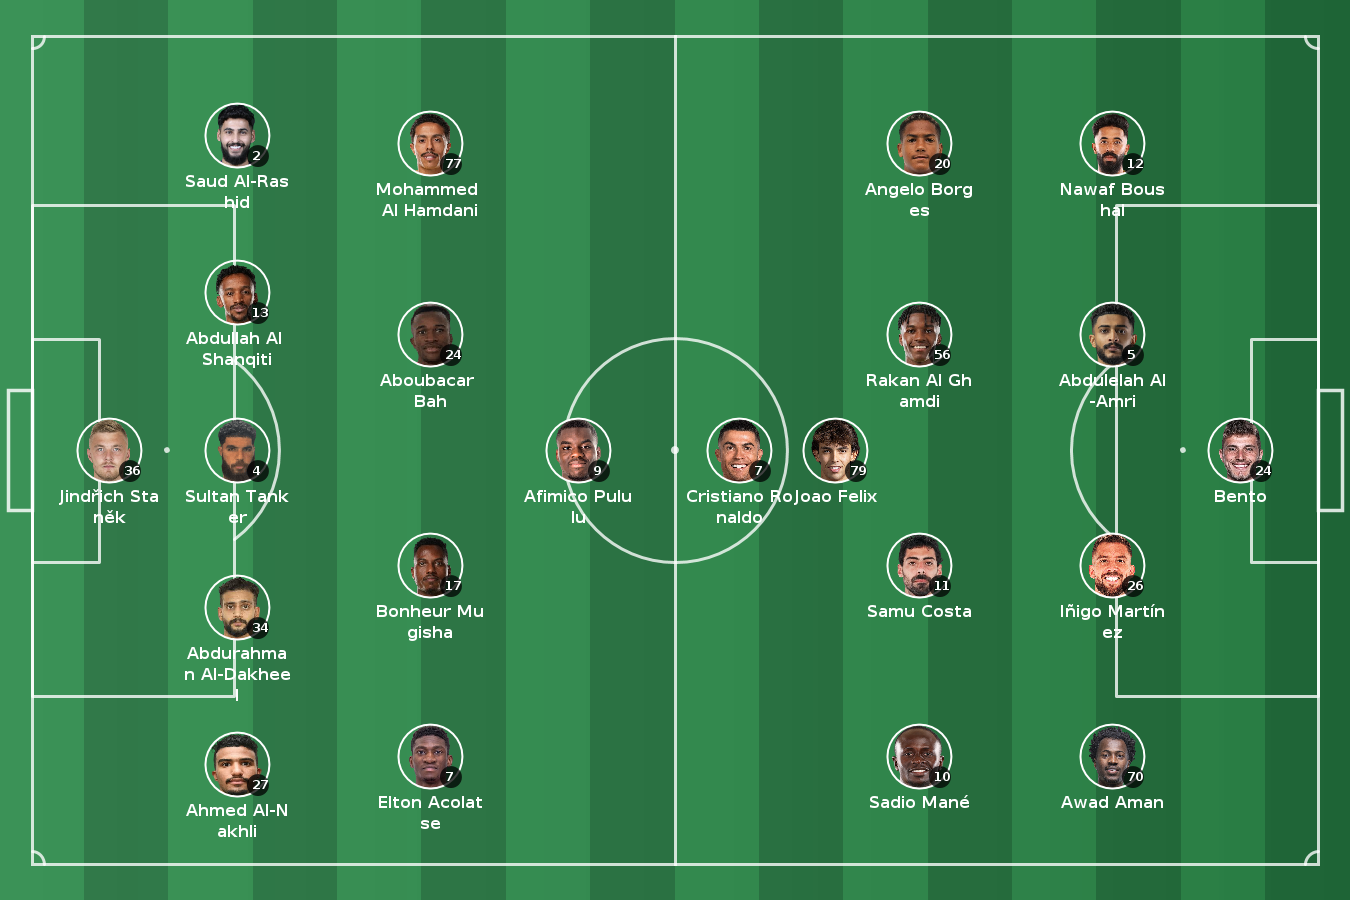 2
Saud Al-Ras
hid
77
Mohammed
Al Hamdani
20
Angelo Borg
es
12
Nawaf Bous
hal
13
Abdullah Al
Shanqiti
24
Aboubacar
Bah
56
Rakan Al Gh
amdi
5
Abdulelah Al
-Amri
36
Jindřich Sta
něk
4
Sultan Tank
er
9
Afimico Pulu
lu
7
Cristiano Ro
naldo
79
Joao Felix
24
Bento
34
Abdurahma
n Al-Dakhee
l
17
Bonheur Mu
gisha
11
Samu Costa
26
Iñigo Martín
ez
27
Ahmed Al-N
akhli
7
Elton Acolat
se
10
Sadio Mané
70
Awad Aman